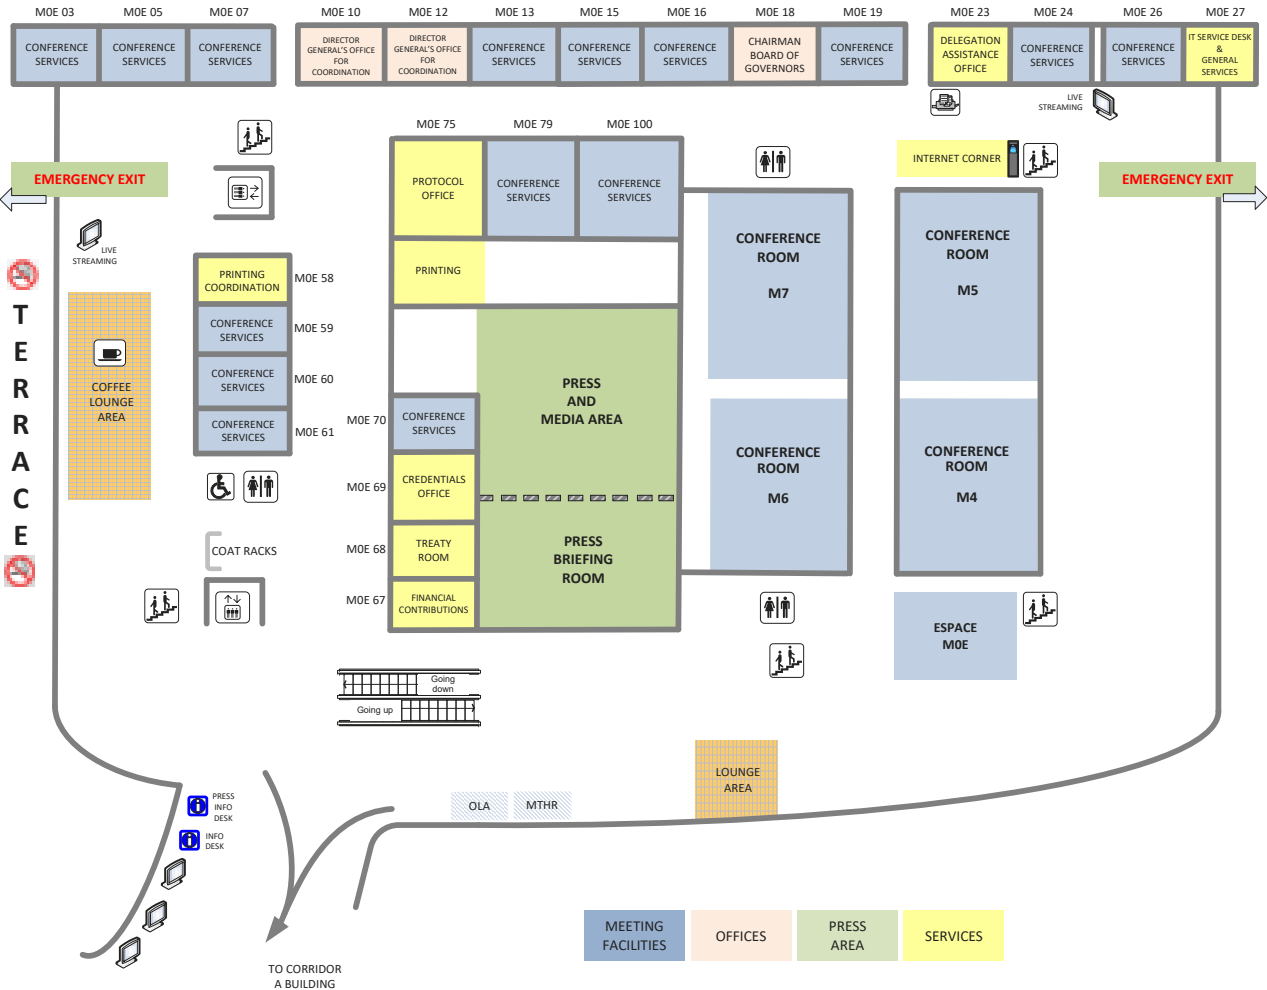 M0E 03
M0E 05
M0E 07
M0E 10
M0E 12
M0E 13
M0E 15
M0E 16
M0E 18
M0E 19
M0E 23
M0E 24
M0E 26
M0E 27
CONFERENCE
SERVICES
CONFERENCE
SERVICES
CONFERENCE
SERVICES
DIRECTOR
GENERAL'S OFFICE
FOR
COORDINATION
DIRECTOR
GENERAL'S OFFICE
FOR
COORDINATION
CONFERENCE
SERVICES
CONFERENCE
SERVICES
CONFERENCE
SERVICES
CHAIRMAN
BOARD OF
GOVERNORS
CONFERENCE
SERVICES
DELEGATION
ASSISTANCE
OFFICE
CONFERENCE
SERVICES
CONFERENCE
SERVICES
IT SERVICE DESK
&
GENERAL
SERVICES
LIVE
STREAMING
M0E 75
M0E 79
M0E 100
EMERGENCY EXIT
PROTOCOL
OFFICE
CONFERENCE
SERVICES
CONFERENCE
SERVICES
INTERNET CORNER
EMERGENCY EXIT
LIVE
STREAMING
PRINTING
COORDINATION
M0E 58
PRINTING
CONFERENCE
ROOM
M7
CONFERENCE
ROOM
M5
TERRACE
CONFERENCE
SERVICES
M0E 59
CONFERENCE
SERVICES
M0E 60
CONFERENCE
SERVICES
M0E 61
COFFEE
LOUNGE
AREA
PRESS
AND
MEDIA AREA
M0E 70
CONFERENCE
SERVICES
M0E 69
CREDENTIALS
OFFICE
CONFERENCE
ROOM
M6
CONFERENCE
ROOM
M4
COAT RACKS
M0E 68
TREATY
ROOM
PRESS
BRIEFING
ROOM
M0E 67
FINANCIAL
CONTRIBUTIONS
ESPACE
M0E
Going
down
Going up
LOUNGE
AREA
PRESS
INFO
DESK
INFO
DESK
OLA
MTHR
TO CORRIDOR
A BUILDING
MEETING
FACILITIES
OFFICES
PRESS
AREA
SERVICES